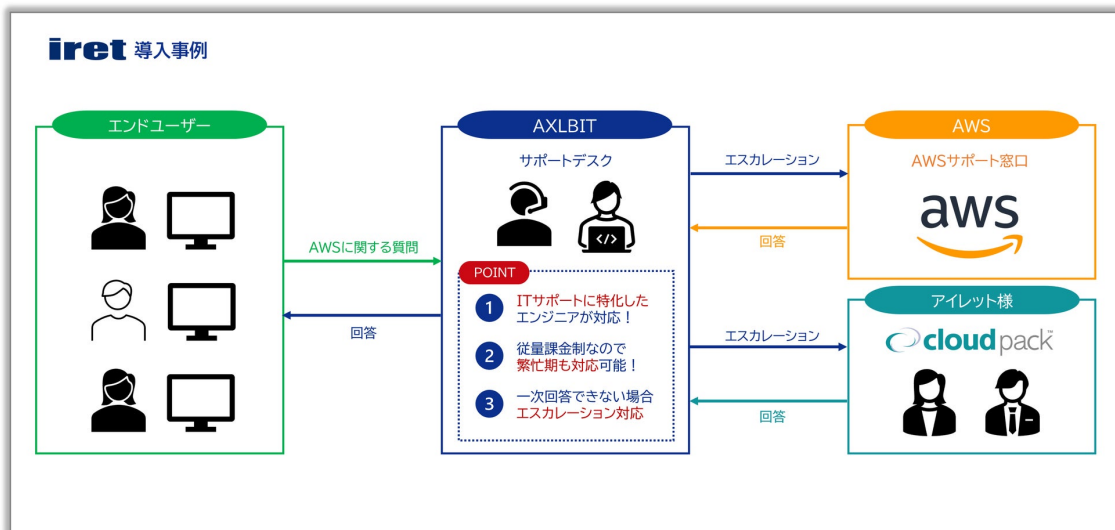 iret 導入事例
エンドユーザー
AWSに関する質問
回答
AXLBIT
サポートデスク
</>
POINT
1 ITサポートに特化した
エンジニアが対応！
2 従量課金制なので
繁忙期も対応可能！
3 一次回答できない場合
エスカレーション対応
エスカレーション
回答
AWS
AWSサポート窓口
aws
エスカレーション
回答
アイレット様
cloudpack™